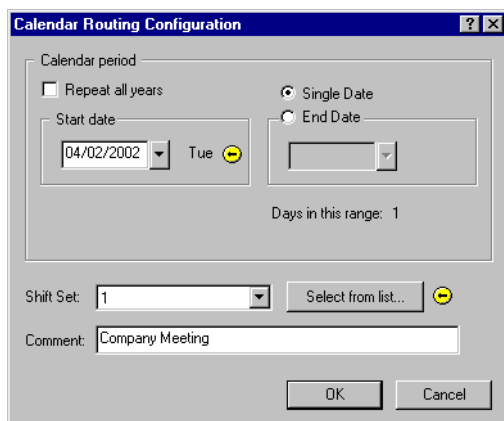 Calendar Routing Configuration
Calendar period
Repeat all years
Single Date
Start date
End Date
04/02/2002 Tue
Days in this range: 1
Shift Set: 1 Select from list...
Comment: Company Meeting
OK Cancel